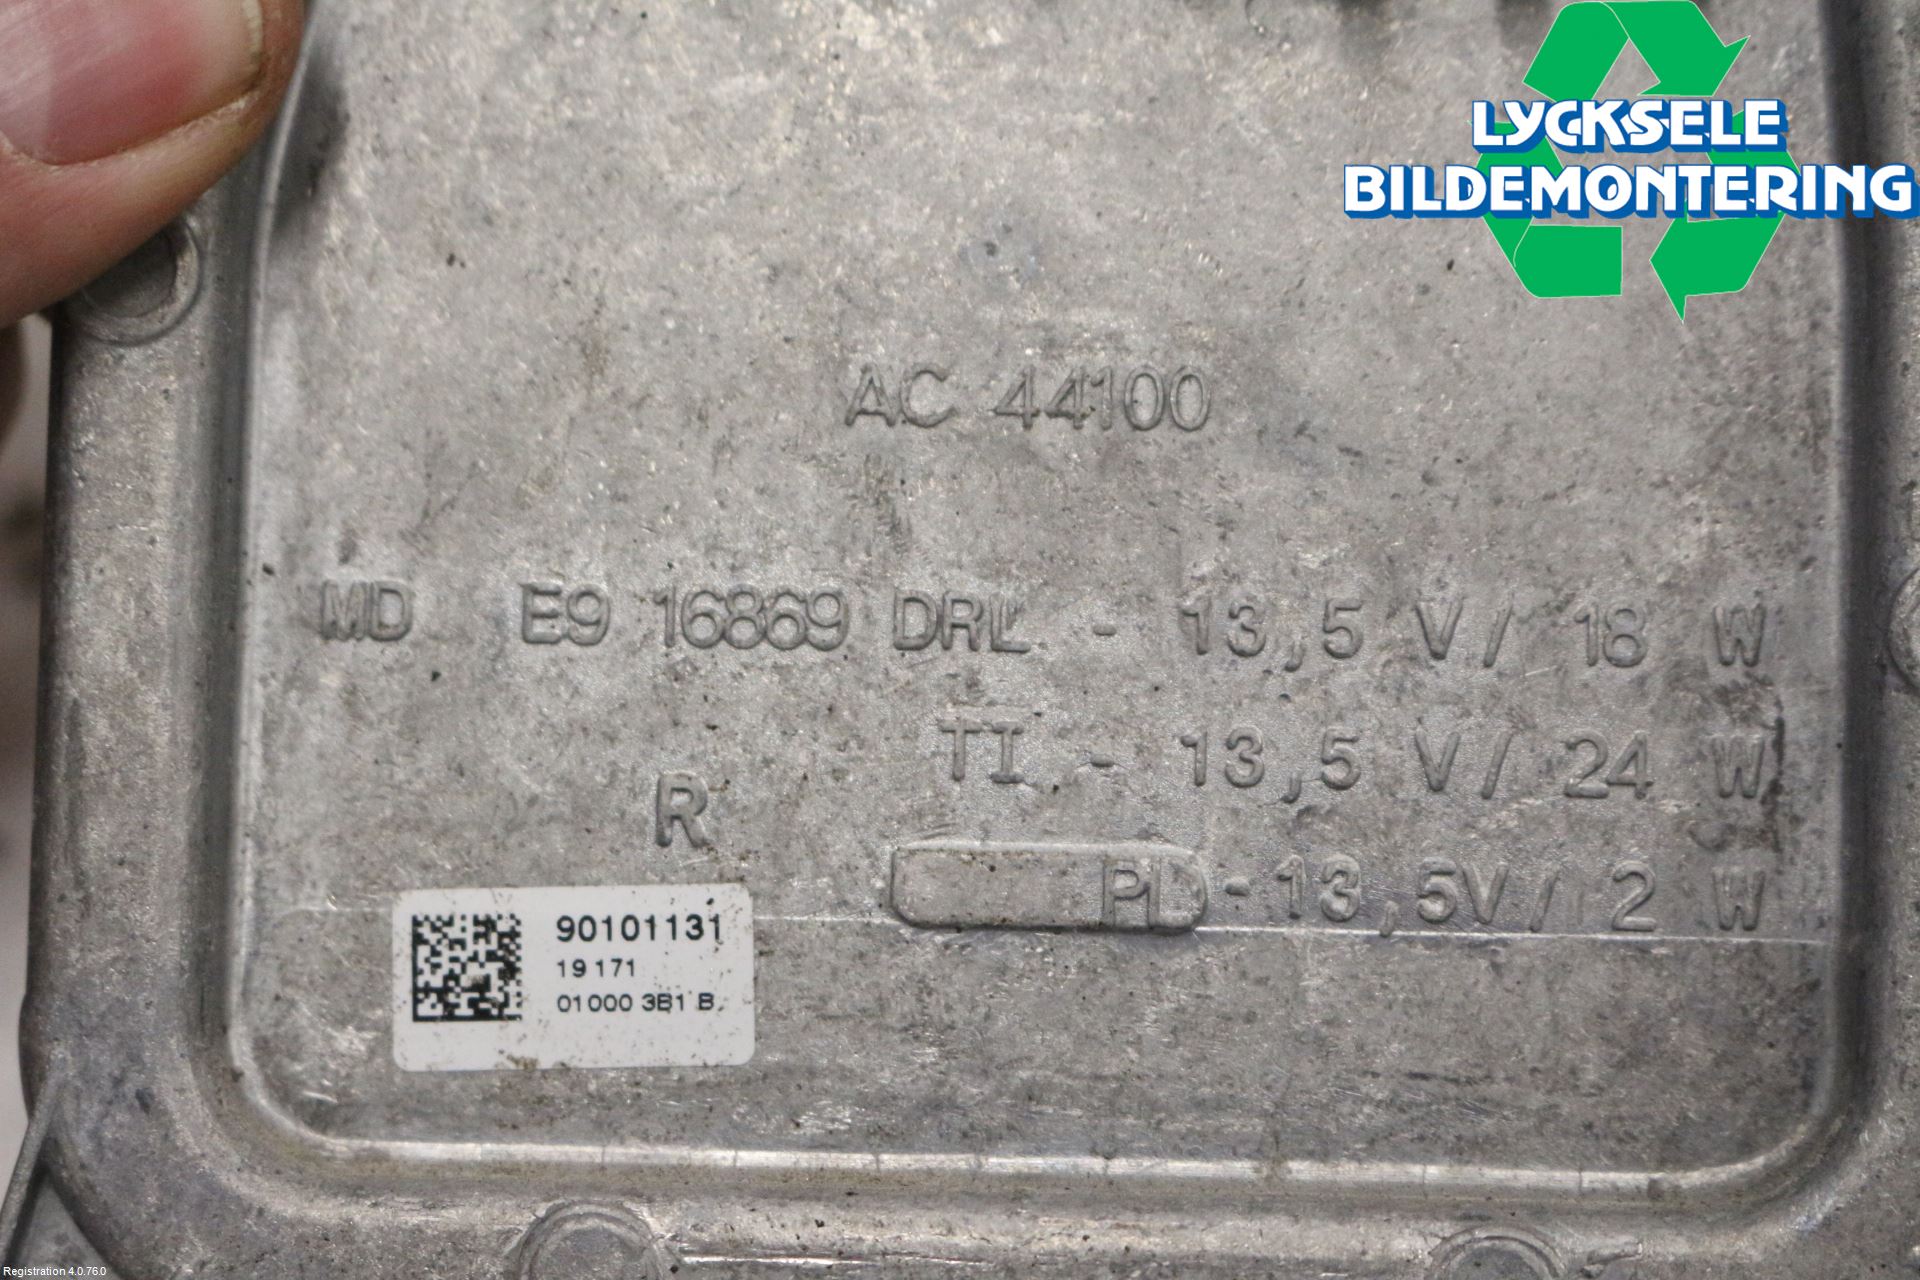 LYCKSELE
BILDEMONTERING
AC 44100
MD E9 16869 DRL - 13,5 V/ 18 W
TI - 13,5 V/ 24 W
R
PL - 13,5V/ 2 W
90101131
19 171
01000 3B1 B
Registration 4.0.76.0